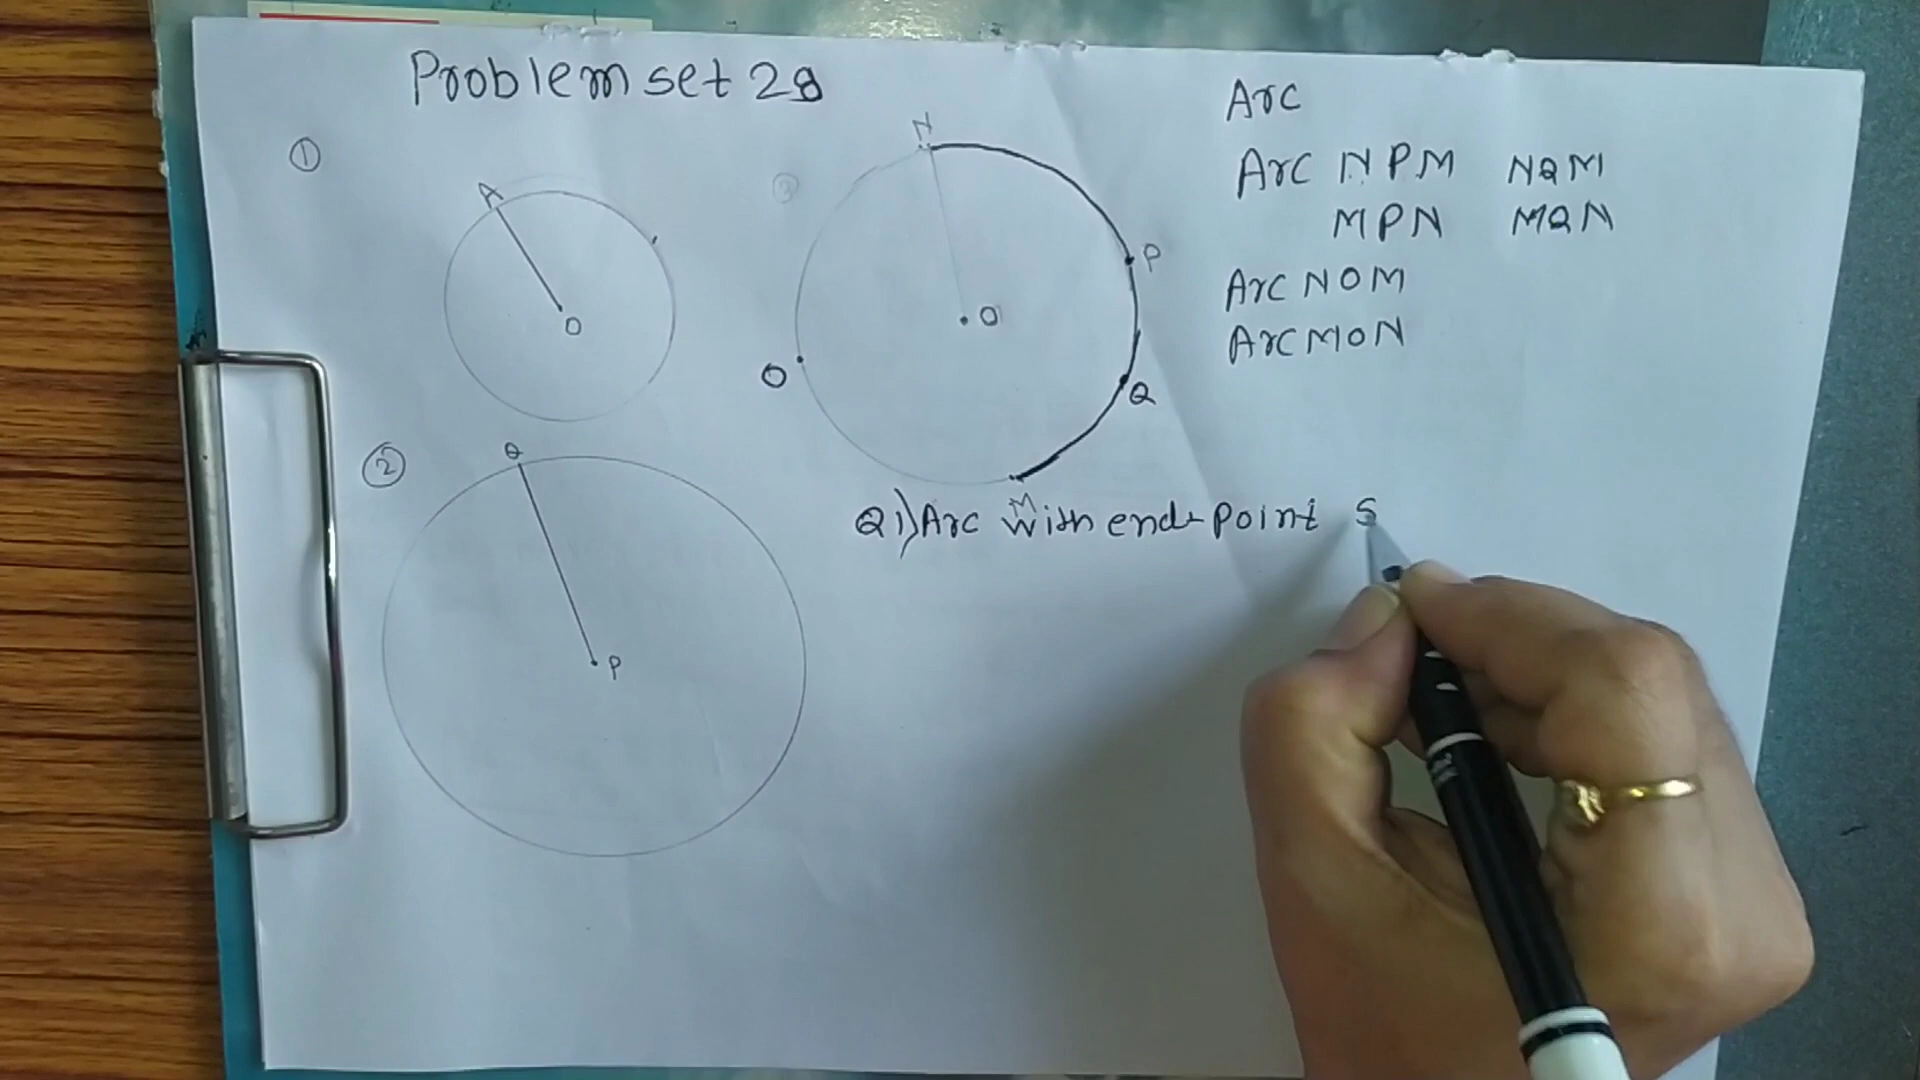 Problem set 28
①
A
O
②
Q
P
③
N
P
O
O
Q
M
Arc
Arc NPM NQM
MPN MQN
Arc NOM
Arc MON
Q1) Arc with end point S